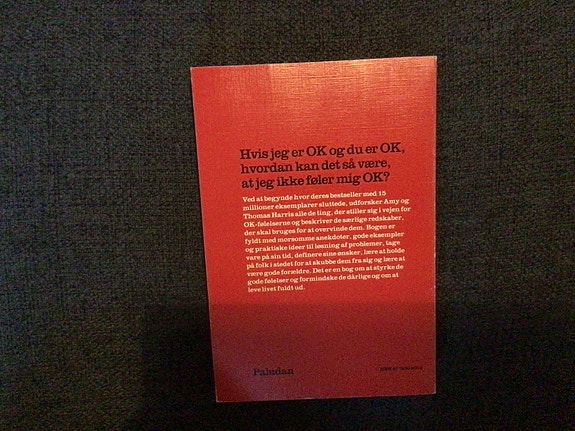 Hvis jeg er OK og du er OK,
hvordan kan det så være,
at jeg ikke føler mig OK?
Ved at begynde hvor deres bestseller med 15
millioner eksemplarer sluttede, udforsker Amy og
Thomas Harris alle de ting, der stiller sig i vejen for
OK-følelserne og beskriver de særlige redskaber,
der skal bruges for at overvinde dem. Bogen er
fyldt med morsomme anekdoter, gode eksempler
og praktiske ideer til løsning af problemer, tage
vare på sin tid, definere sine ønsker, lære at holde
på folk i stedet for at skubbe dem fra sig og lære at
være gode forældre. Det er en bog om at styrke de
gode følelser og formindske de dårlige og om at
leve livet fuldt ud.
Paludan